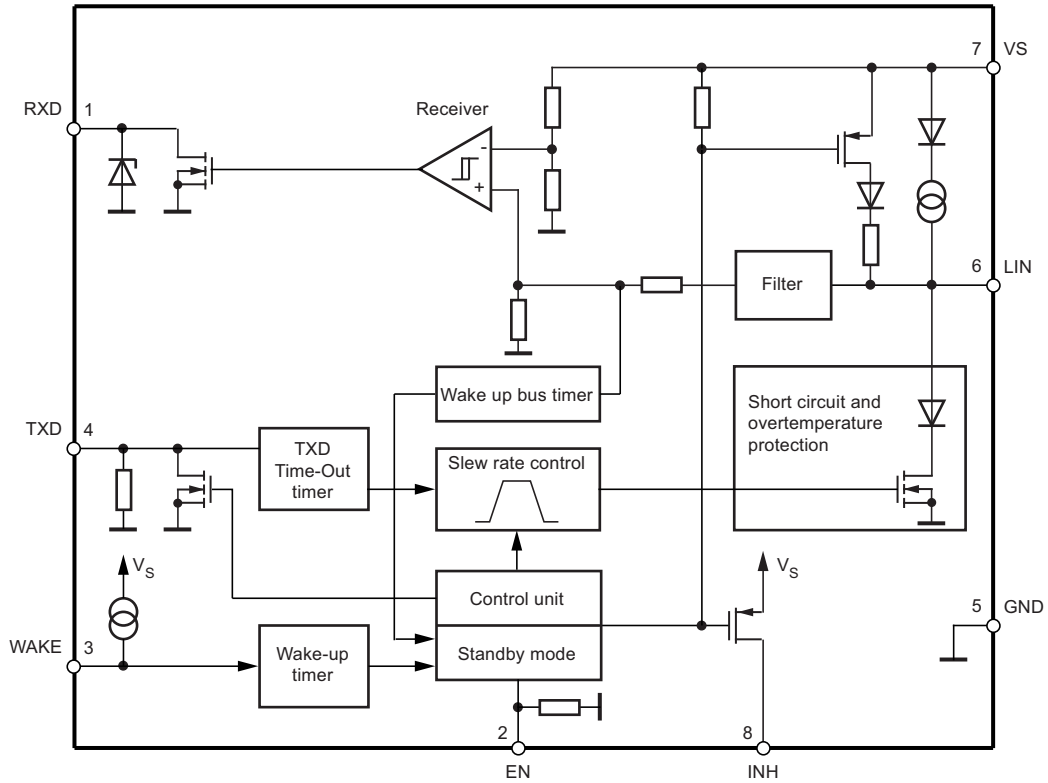 7 VS
RXD 1
Receiver
-
+
6 LIN
Filter
Wake up bus timer
Short circuit and
overtemperature
protection
TXD 4
TXD
Time-Out
timer
Slew rate control
VS
VS
Control unit
5 GND
WAKE 3
Wake-up
timer
Standby mode
2
8
EN
INH